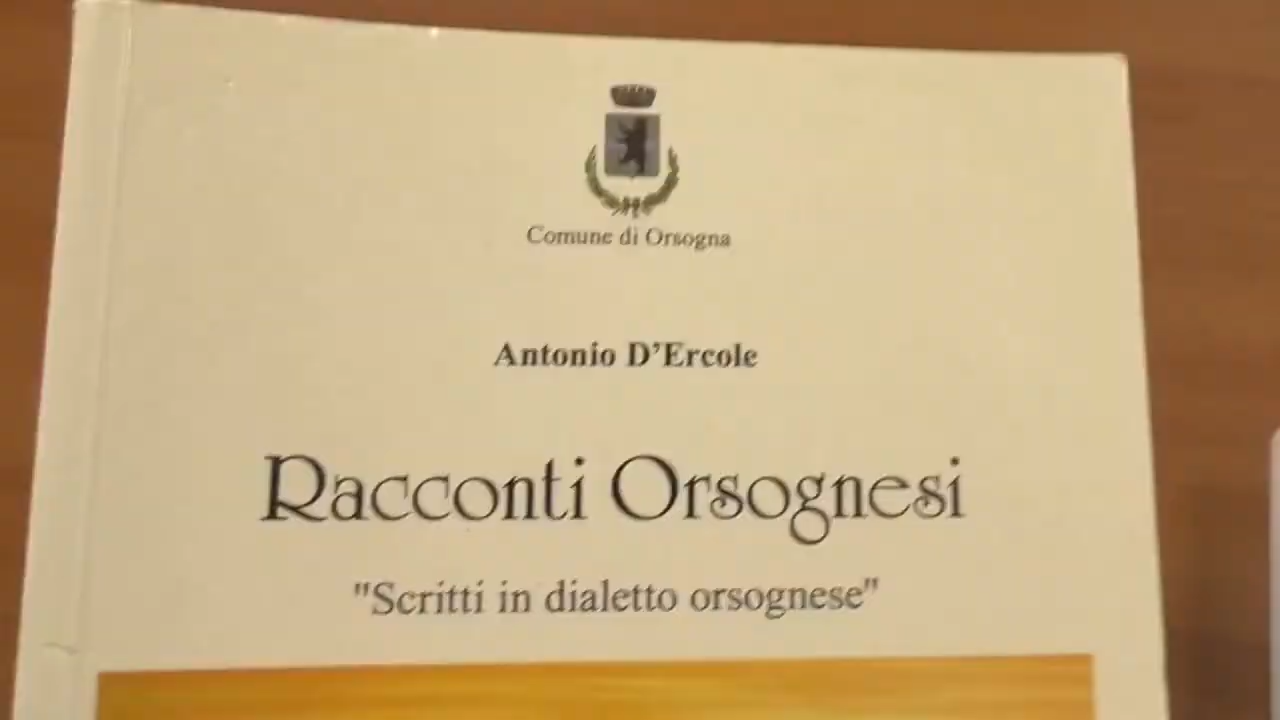 Comune di Orsogna
Antonio D'Ercole
Racconti Orsognesi
"Scritti in dialetto orsognese"